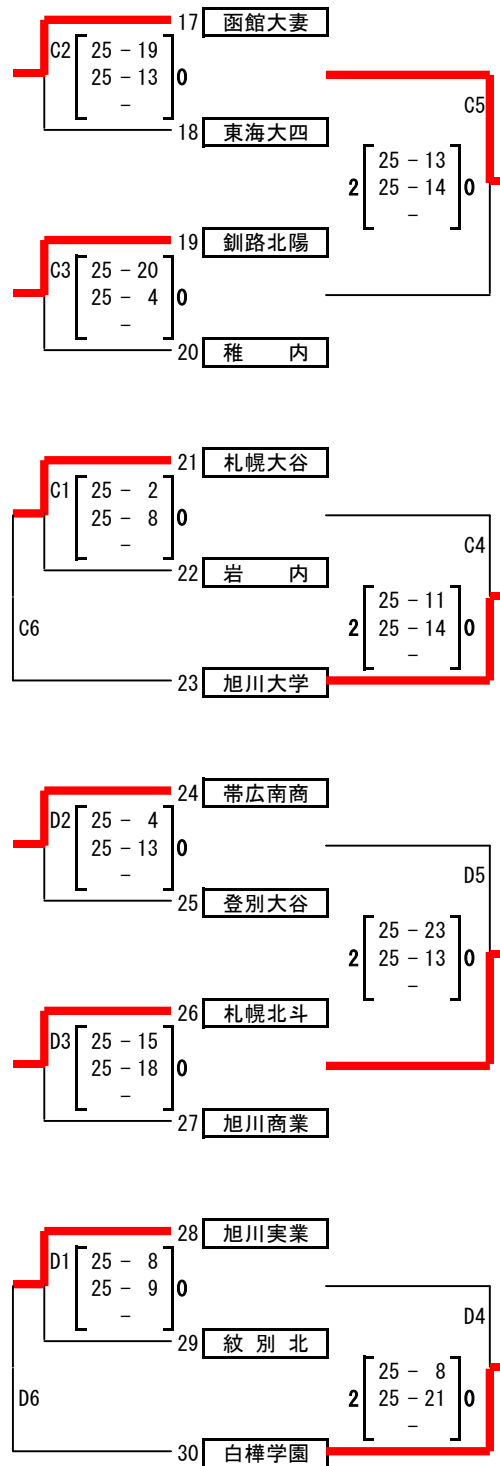 17 函館大妻
C2 25 - 19
25 - 13 0
-
C5
18 東海大四
25 - 13
2 25 - 14 0
-
19 釧路北陽
C3 25 - 20
25 - 4 0
-
20 稚 内
21 札幌大谷
C1 25 - 2
25 - 8 0
-
C4
22 岩 内
25 - 11
C6 2 25 - 14 0
-
23 旭川大学
24 帯広南商
D2 25 - 4
25 - 13 0
-
D5
25 登別大谷
25 - 23
2 25 - 13 0
-
26 札幌北斗
D3 25 - 15
25 - 18 0
-
27 旭川商業
28 旭川実業
D1 25 - 8
25 - 9 0
-
D4
29 紋 別 北
25 - 8
D6 2 25 - 21 0
-
30 白樺学園